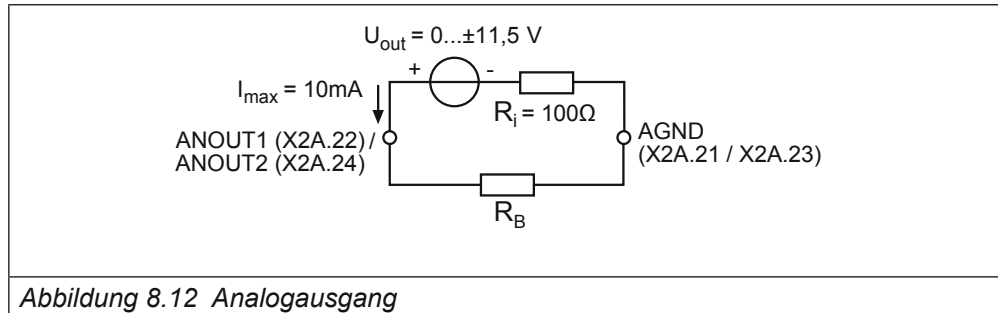 U_out = 0...±11,5 V
+ -
I_max = 10mA
R_i = 100Ω
ANOUT1 (X2A.22) /
ANOUT2 (X2A.24)
AGND
(X2A.21 / X2A.23)
R_B
Abbildung 8.12 Analogausgang